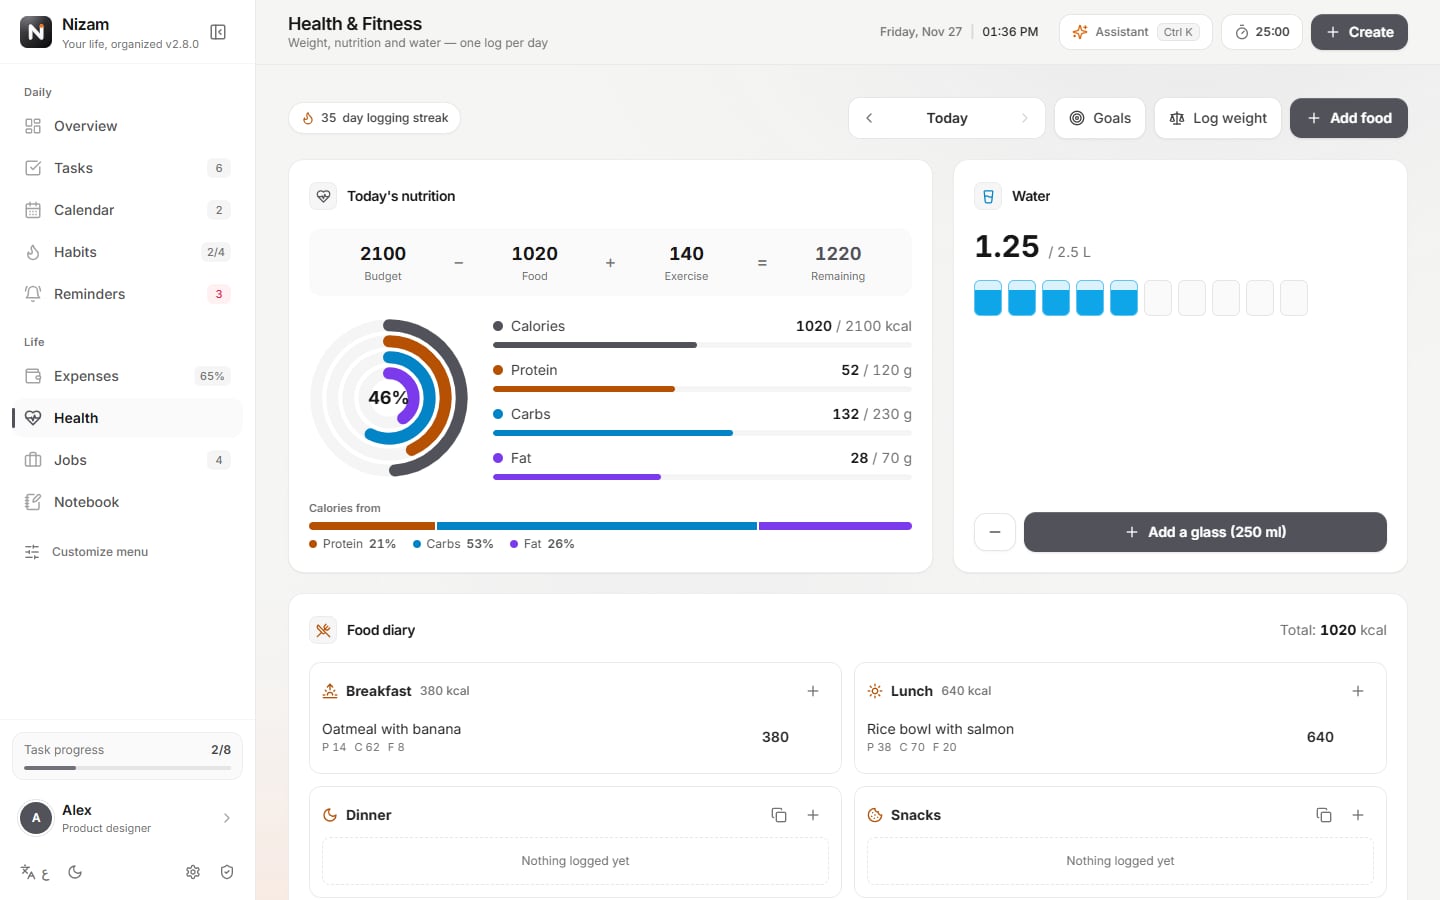 Nizam
Your life, organized v2.8.0
Daily
Overview
Tasks 6
Calendar 2
Habits 2/4
Reminders 3
Life
Expenses 65%
Health
Jobs 4
Notebook
Customize menu
Task progress 2/8
A
Alex
Product designer
ع
Health & Fitness
Weight, nutrition and water — one log per day
Friday, Nov 27 | 01:36 PM
Assistant Ctrl K
25:00
+ Create
35 day logging streak
< Today >
Goals
Log weight
+ Add food
Today's nutrition
2100 − 1020 + 140 = 1220
Budget Food Exercise Remaining
46%
Calories 1020 / 2100 kcal
Protein 52 / 120 g
Carbs 132 / 230 g
Fat 28 / 70 g
Calories from
Protein 21% Carbs 53% Fat 26%
Water
1.25 / 2.5 L
− + Add a glass (250 ml)
Food diary Total: 1020 kcal
Breakfast 380 kcal +
Oatmeal with banana 380
P 14 C 62 F 8
Lunch 640 kcal +
Rice bowl with salmon 640
P 38 C 70 F 20
Dinner +
Nothing logged yet
Snacks +
Nothing logged yet